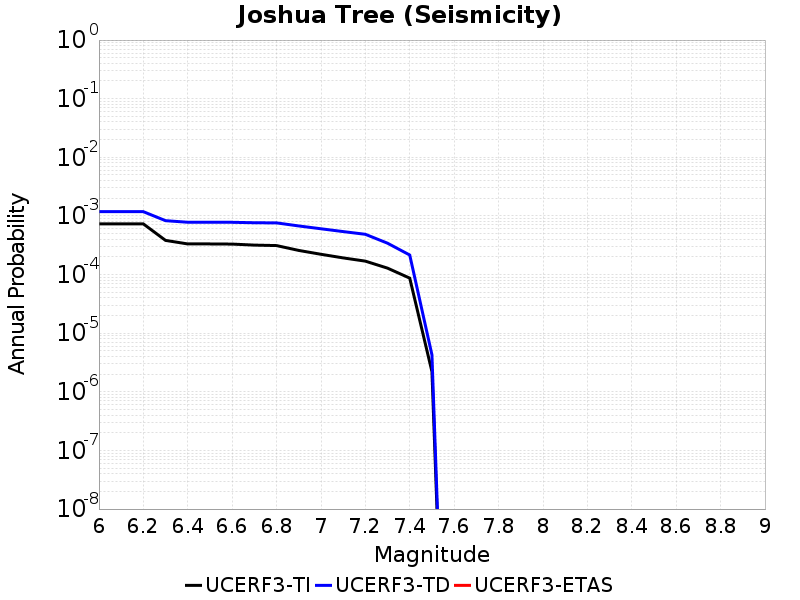 Joshua Tree (Seismicity)
Annual Probability
10^0
10^-1
10^-2
10^-3
10^-4
10^-5
10^-6
10^-7
10^-8
6 6.2 6.4 6.6 6.8 7 7.2 7.4 7.6 7.8 8 8.2 8.4 8.6 8.8 9
Magnitude
UCERF3-TI UCERF3-TD UCERF3-ETAS